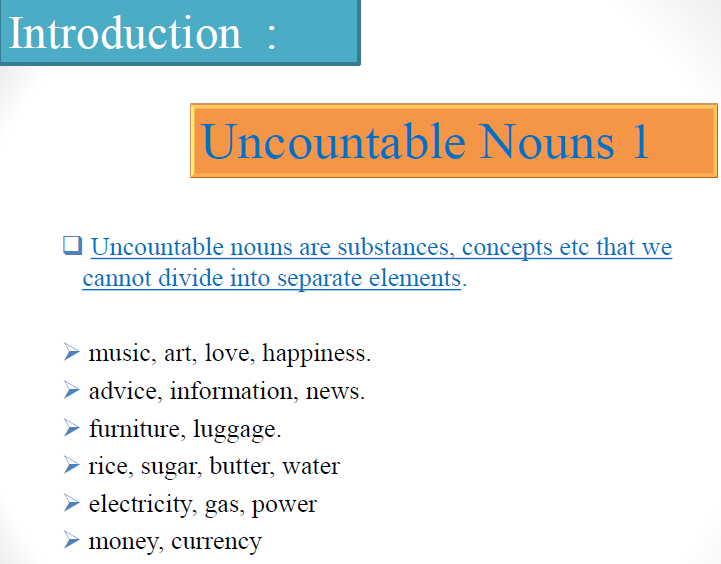 Introduction :
Uncountable Nouns 1
Uncountable nouns are substances, concepts etc that we
cannot divide into separate elements.
music, art, love, happiness.
advice, information, news.
furniture, luggage.
rice, sugar, butter, water
electricity, gas, power
money, currency